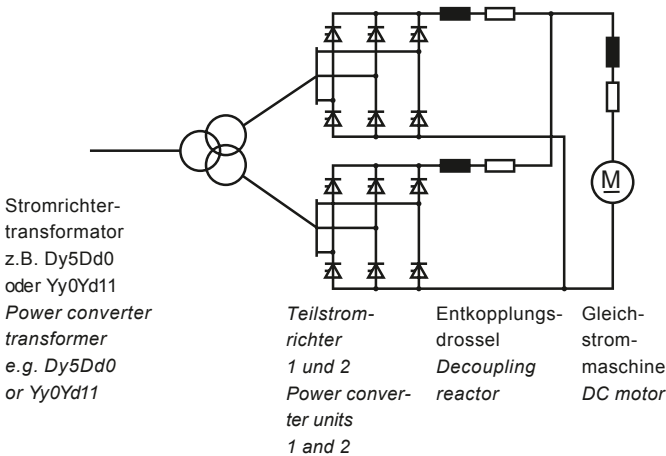 M
Stromrichter-
transformator
z.B. Dy5Dd0
oder Yy0Yd11
Power converter
transformer
e.g. Dy5Dd0
or Yy0Yd11
Teilstrom-
richter
1 und 2
Power conver-
ter units
1 and 2
Entkopplungs-
drossel
Decoupling
reactor
Gleich-
strom-
maschine
DC motor